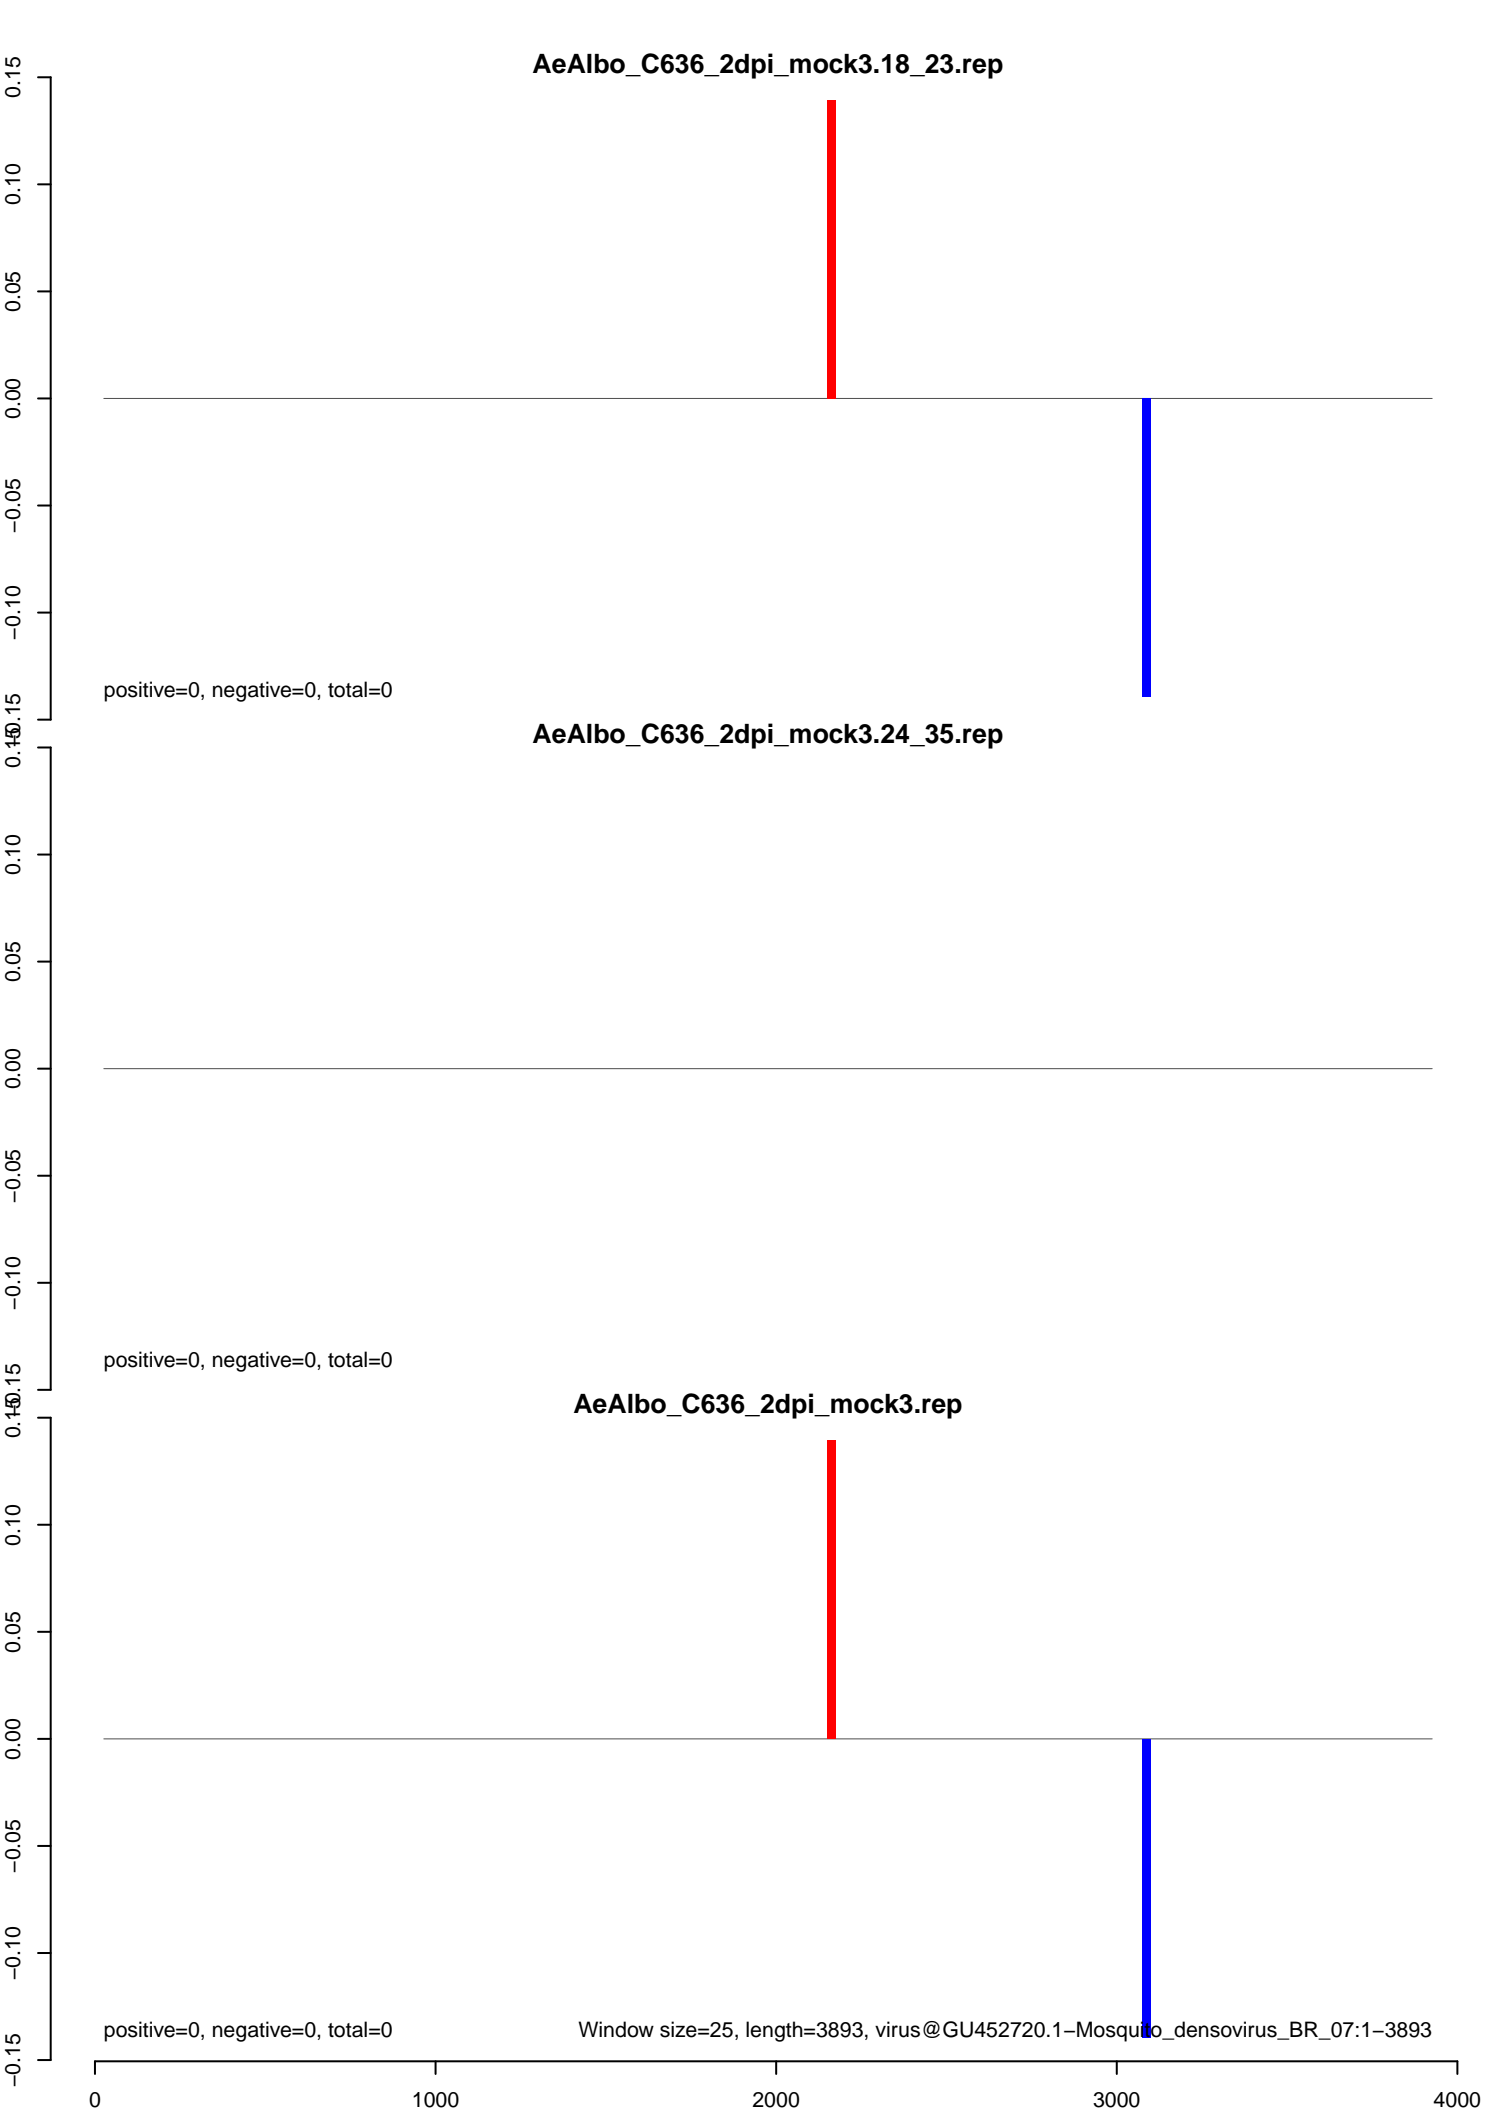 AeAlbo_C636_2dpi_mock3.18_23.rep
0.15
0.10
0.05
0.00
−0.05
−0.10
−0.15
positive=0, negative=0, total=0
AeAlbo_C636_2dpi_mock3.24_35.rep
0.15
0.10
0.05
0.00
−0.05
−0.10
−0.15
positive=0, negative=0, total=0
AeAlbo_C636_2dpi_mock3.rep
0.15
0.10
0.05
0.00
−0.05
−0.10
−0.15
positive=0, negative=0, total=0
Window size=25, length=3893, virus@GU452720.1−Mosquito_densovirus_BR_07:1−3893
0 1000 2000 3000 4000